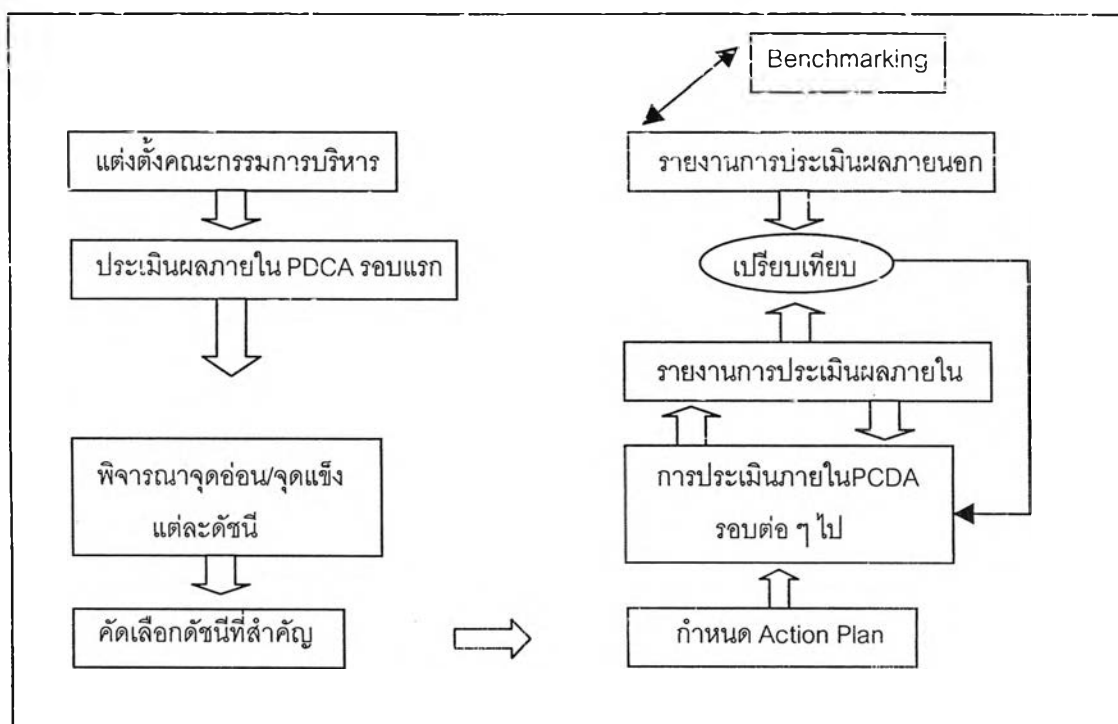 Benchmarking
แต่งตั้งคณะกรรมการบริหาร
ประเมินผลภายใน PDCA รอบแรก
พิจารณาจุดอ่อน/จุดแข็ง
แต่ละดัชนี
คัดเลือกดัชนีที่สำคัญ
รายงานการประเมินผลภายนอก
เปรียบเทียบ
รายงานการประเมินผลภายใน
การประเมินภายในPCDA
รอบต่อ ๆ ไป
กำหนด Action Plan